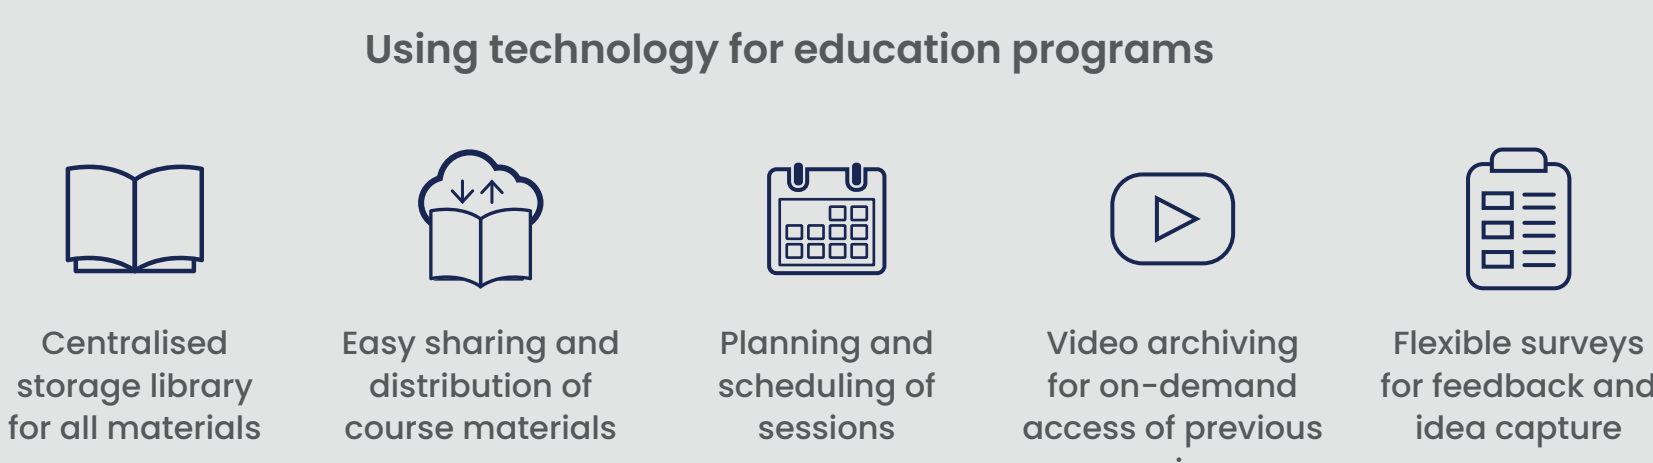 Using technology for education programs
Centralised
storage library
for all materials
Easy sharing and
distribution of
course materials
Planning and
scheduling of
sessions
Video archiving
for on-demand
access of previous
Flexible surveys
for feedback and
idea capture